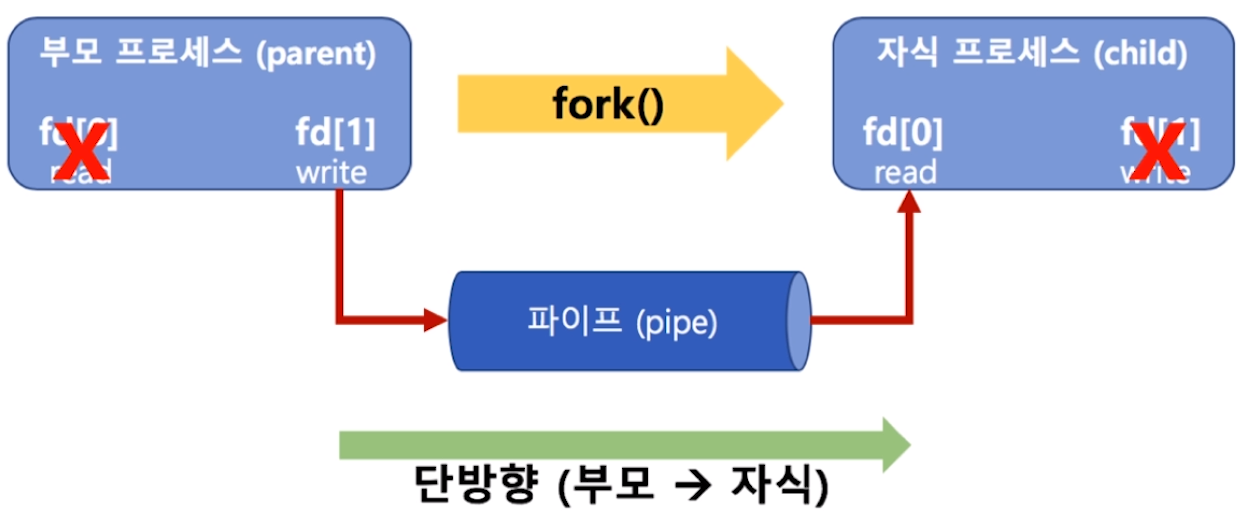 부모 프로세스 (parent)
fd[0]
fd[1]
read
write
fork()
자식 프로세스 (child)
fd[0]
fd[1]
read
write
파이프 (pipe)
단방향 (부모 → 자식)